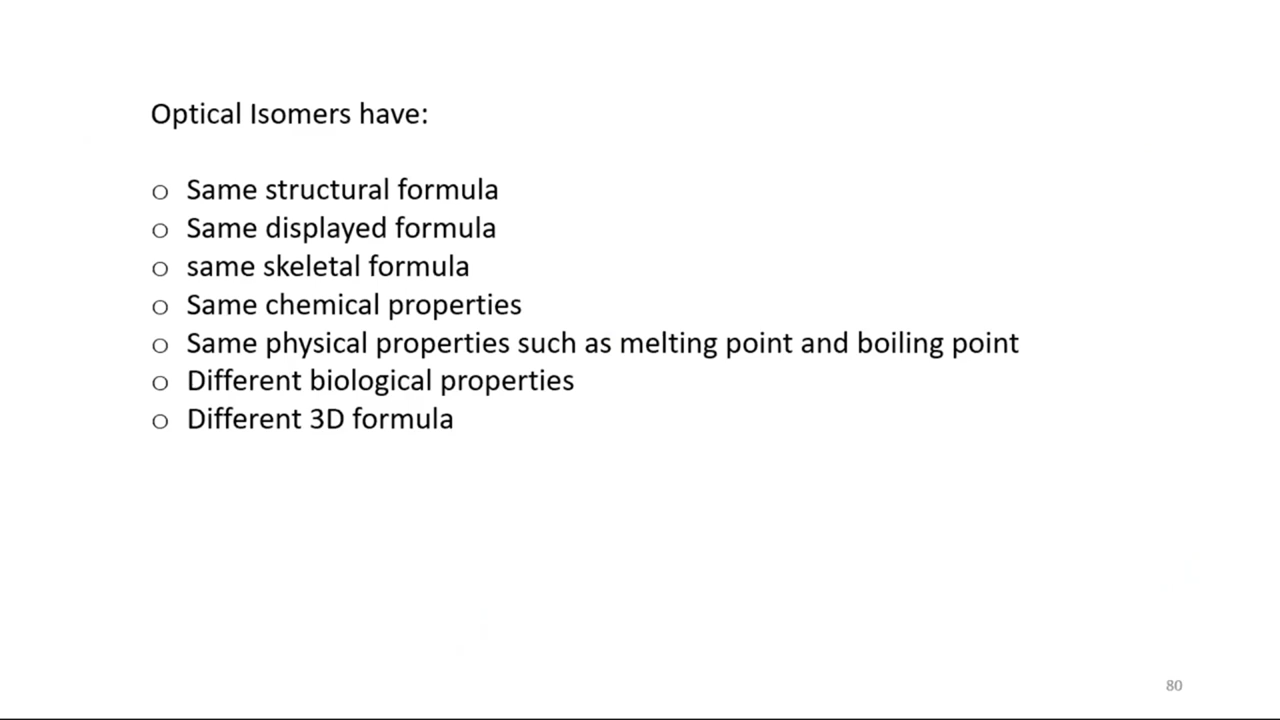 Optical Isomers have:
o Same structural formula
o Same displayed formula
o same skeletal formula
o Same chemical properties
o Same physical properties such as melting point and boiling point
o Different biological properties
o Different 3D formula
80